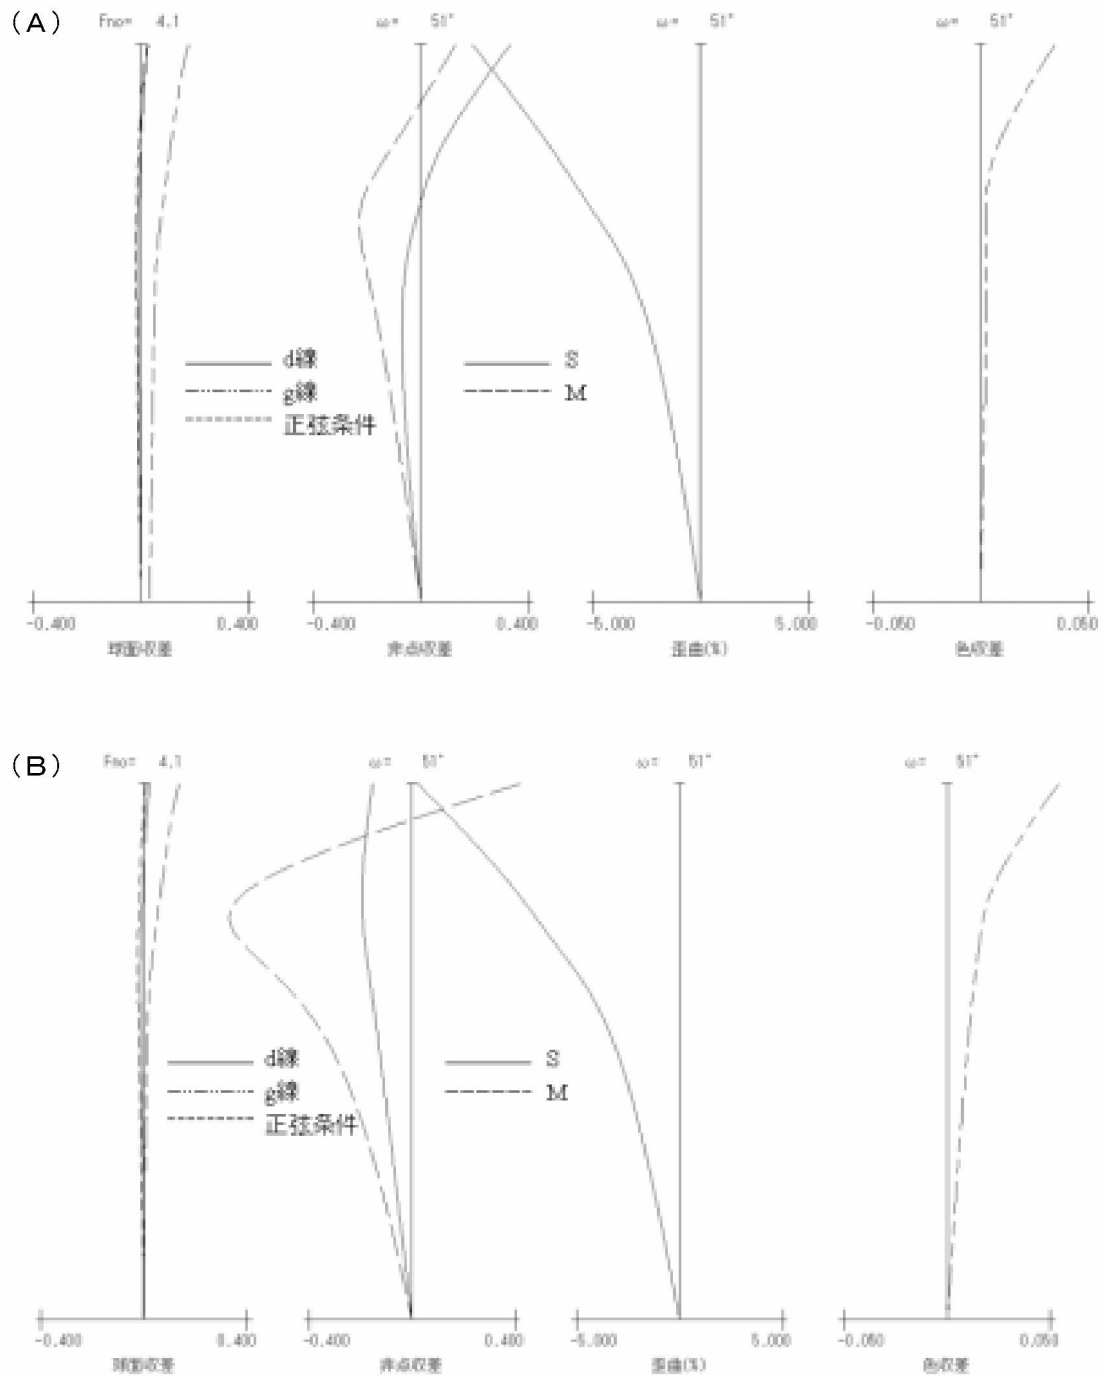 (A)
Fno= 4.1 ω= 51° ω= 51° ω= 51°
d線
g線
正弦条件
S
M
-0.400 0.400 -0.400 0.400 -5.000 5.000 -0.050 0.050
球面収差 非点収差 歪曲(%) 色収差
(B)
Fno= 4.1 ω= 51° ω= 51° ω= 51°
d線
g線
正弦条件
S
M
-0.400 0.400 -0.400 0.400 -5.000 5.000 -0.050 0.050
球面収差 非点収差 歪曲(%) 色収差